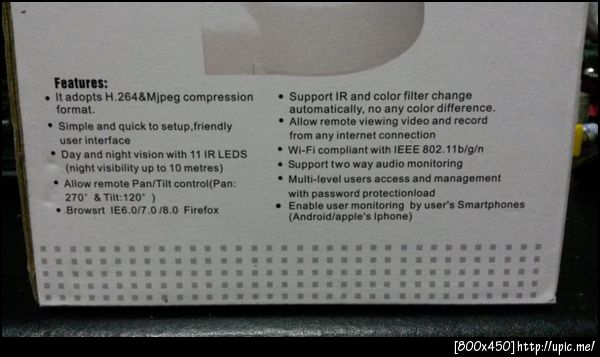 Features:
• It adopts H.264&Mjpeg compression
format.
• Simple and quick to setup,friendly
user interface
• Day and night vision with 11 IR LEDS
(night visibility up to 10 metres)
• Allow remote Pan/Tilt control(Pan:
270° & Tilt:120° )
• Browsrt IE6.0/7.0 /8.0 Firefox
• Support IR and color filter change
automatically, no any color difference.
• Allow remote viewing video and record
from any internet connection
• Wi-Fi compliant with IEEE 802.11b/g/n
• Support two way audio monitoring
• Multi-level users access and management
with password protectionload
• Enable user monitoring by user's Smartphones
(Android/apple's Iphone)
[800x450]http://upic.me/